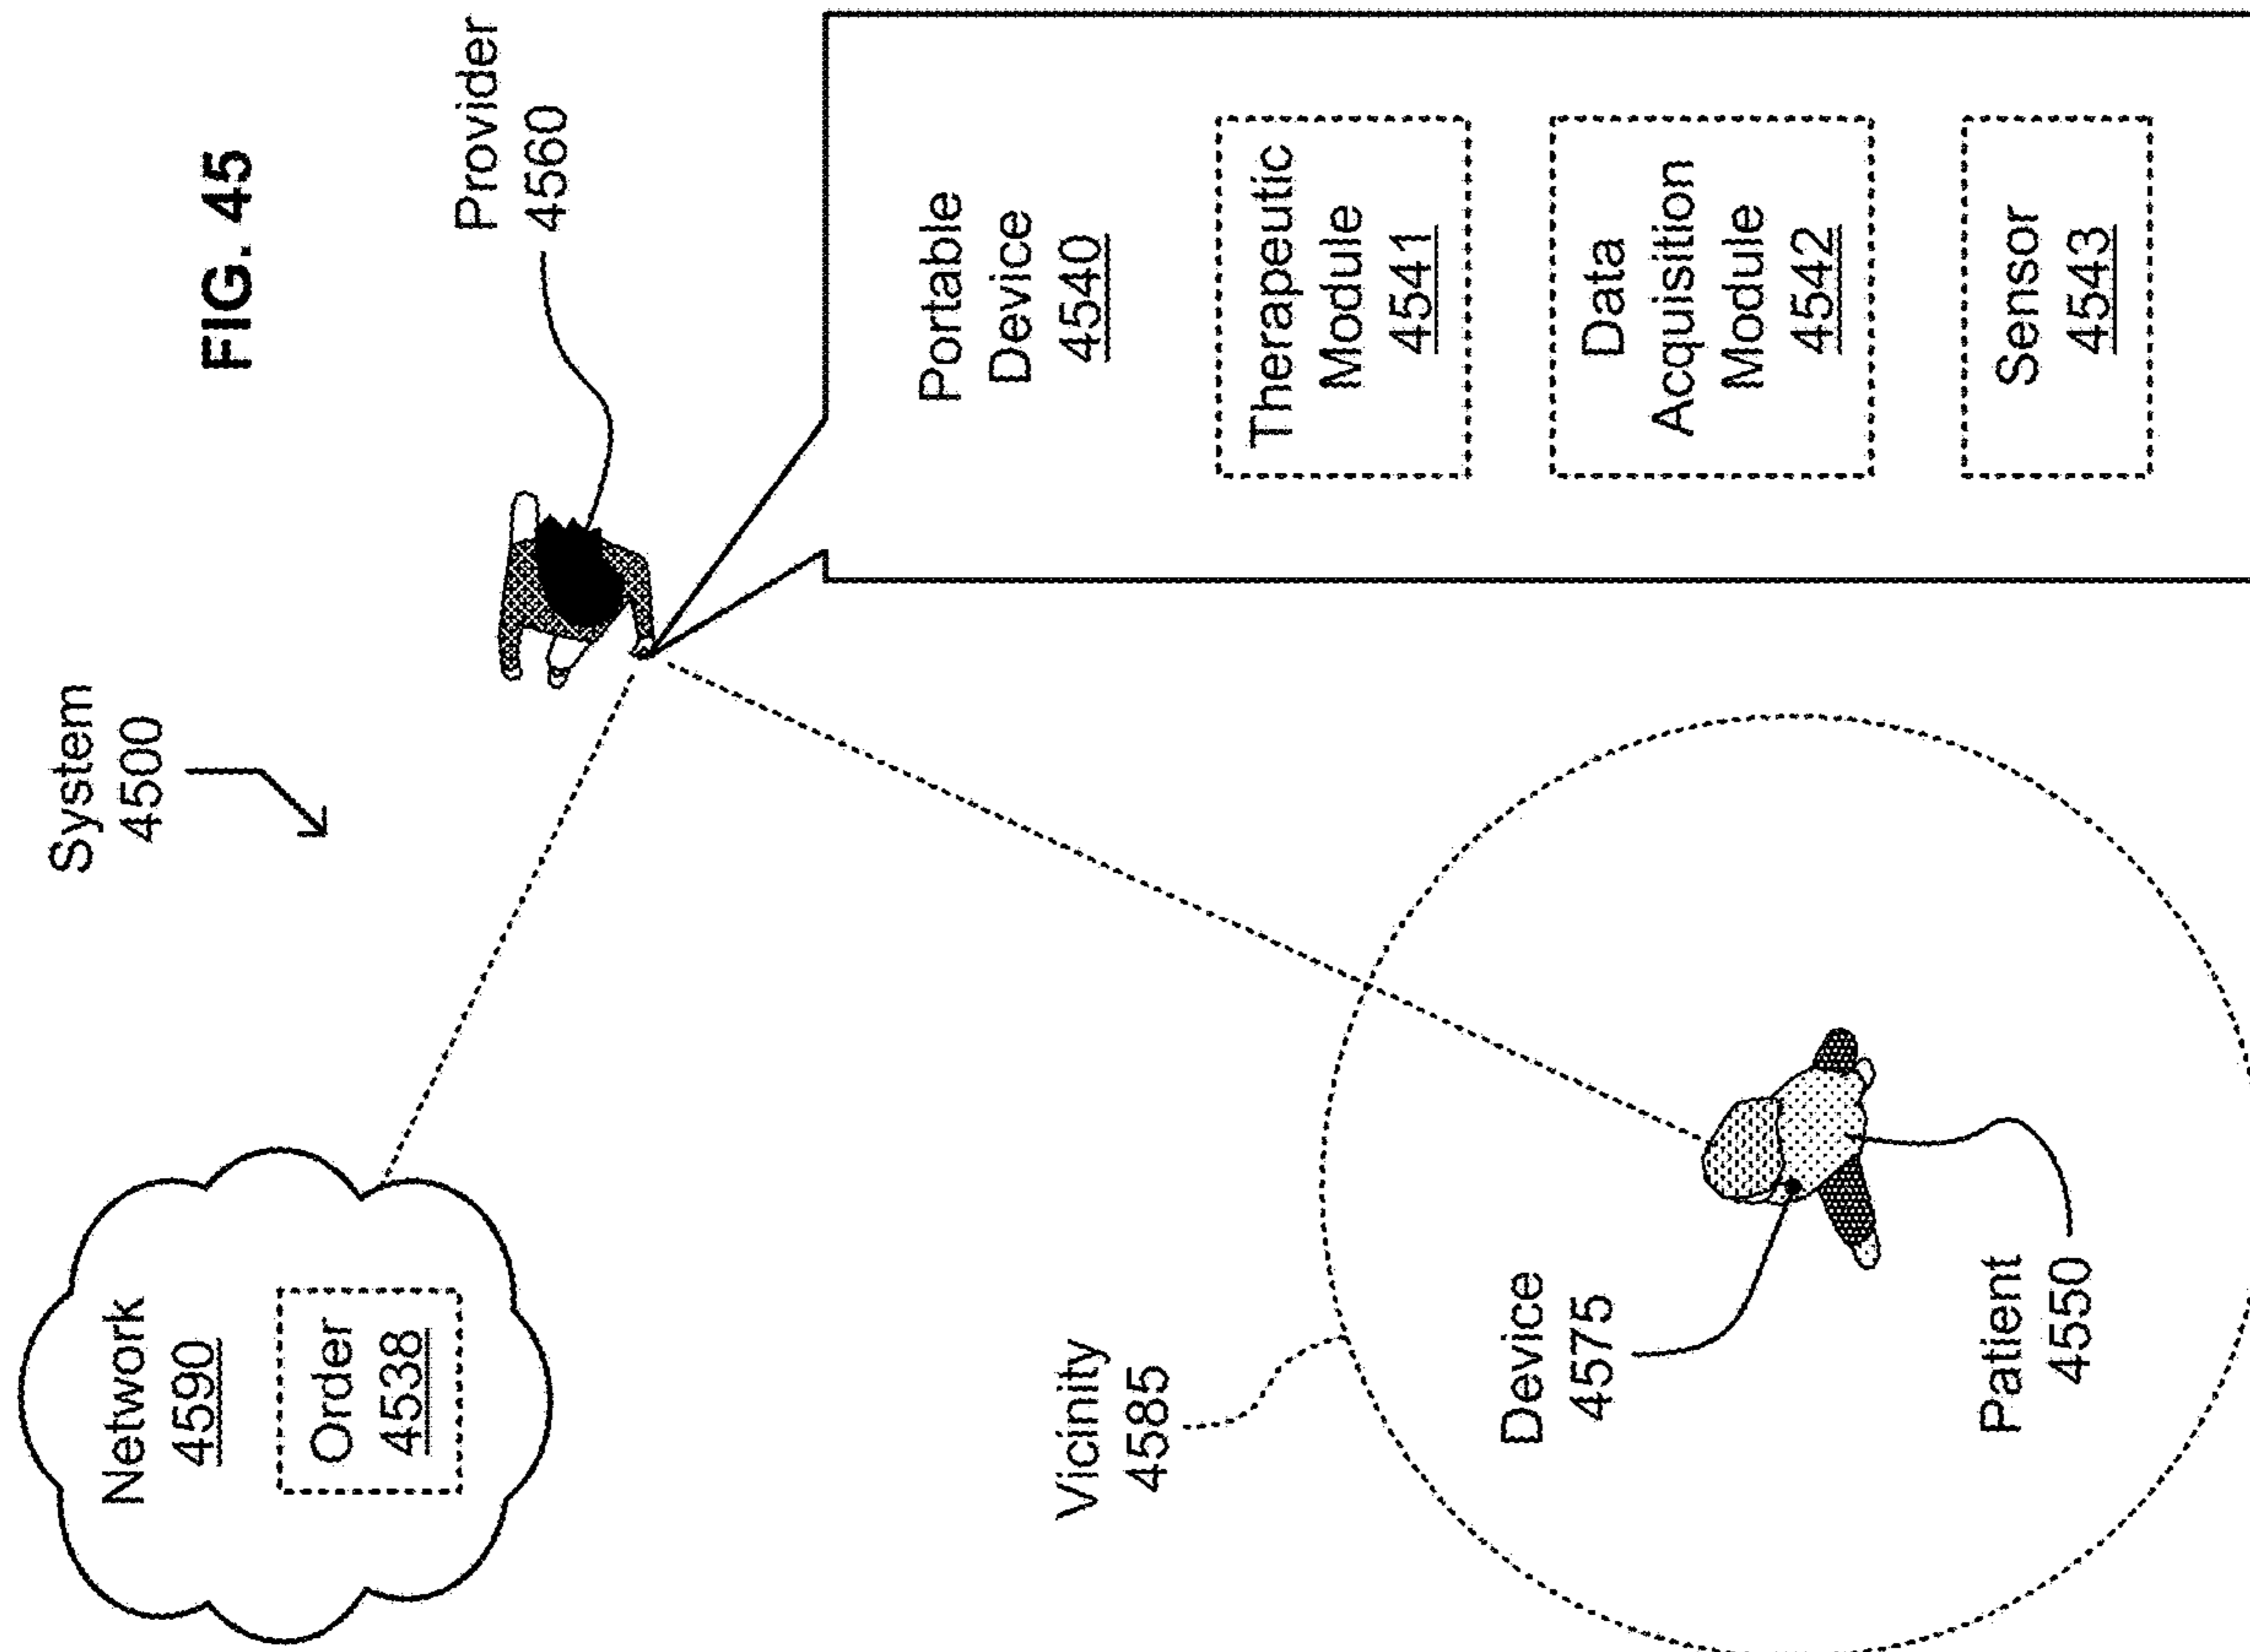 FIG. 45
System
4500
Network
4590
Order
4538
Provider
4560
Vicinity
4585
Device
4575
Patient
4550
Portable
Device
4540
Therapeutic
Module
4541
Data
Acquisition
Module
4542
Sensor
4543